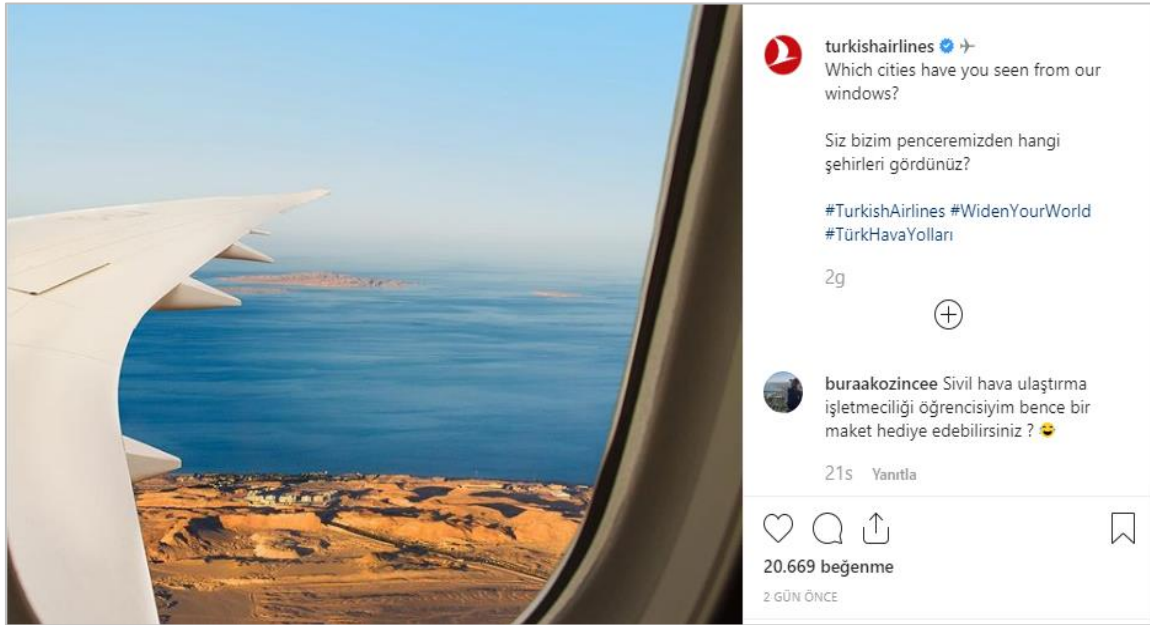 turkishairlines
Which cities have you seen from our
windows?
Siz bizim penceremizden hangi
şehirleri gördünüz?
#TurkishAirlines #WidenYourWorld
#TürkHavaYolları
2g
buraakozincee Sivil hava ulaştırma
işletmeciliği öğrencisiyim bence bir
maket hediye edebilirsiniz ? 😂
21s Yanıtla
20.669 beğenme
2 GÜN ÖNCE